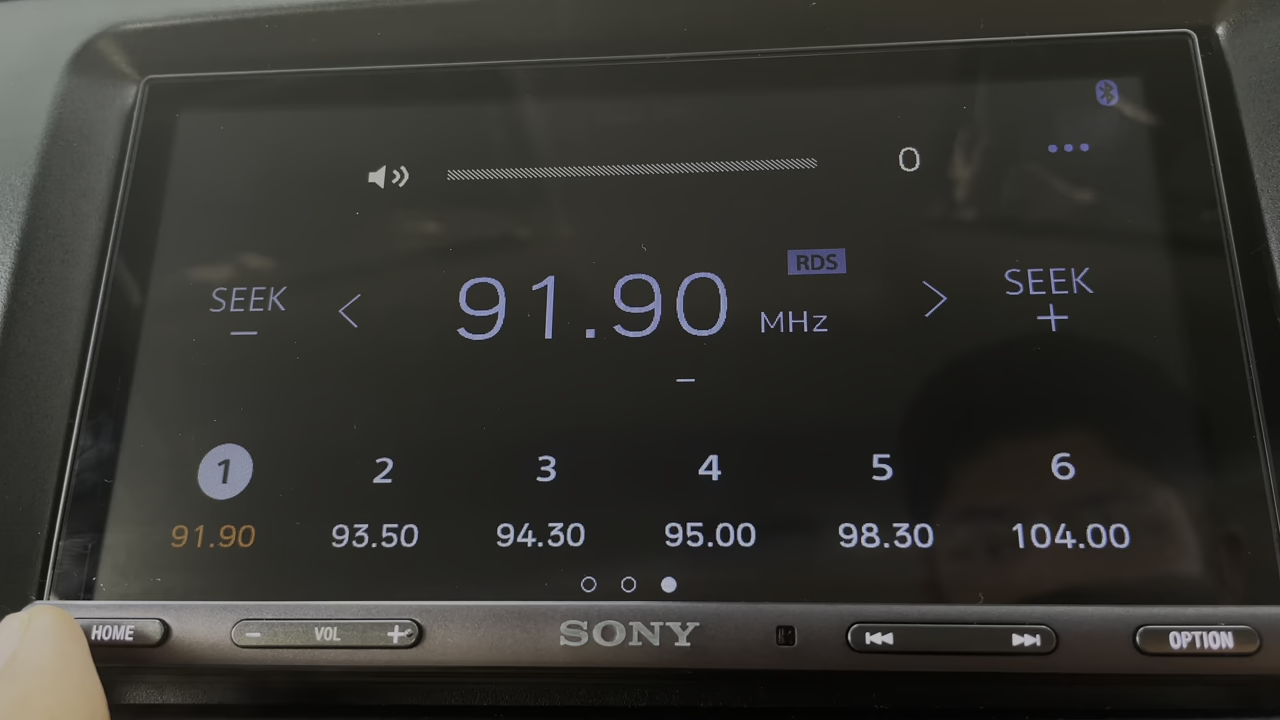 0
RDS
SEEK
−
<
91.90
MHz
>
SEEK
+
–
1
2
3
4
5
6
91.90
93.50
94.30
95.00
98.30
104.00
HOME
− VOL +
SONY
OPTION